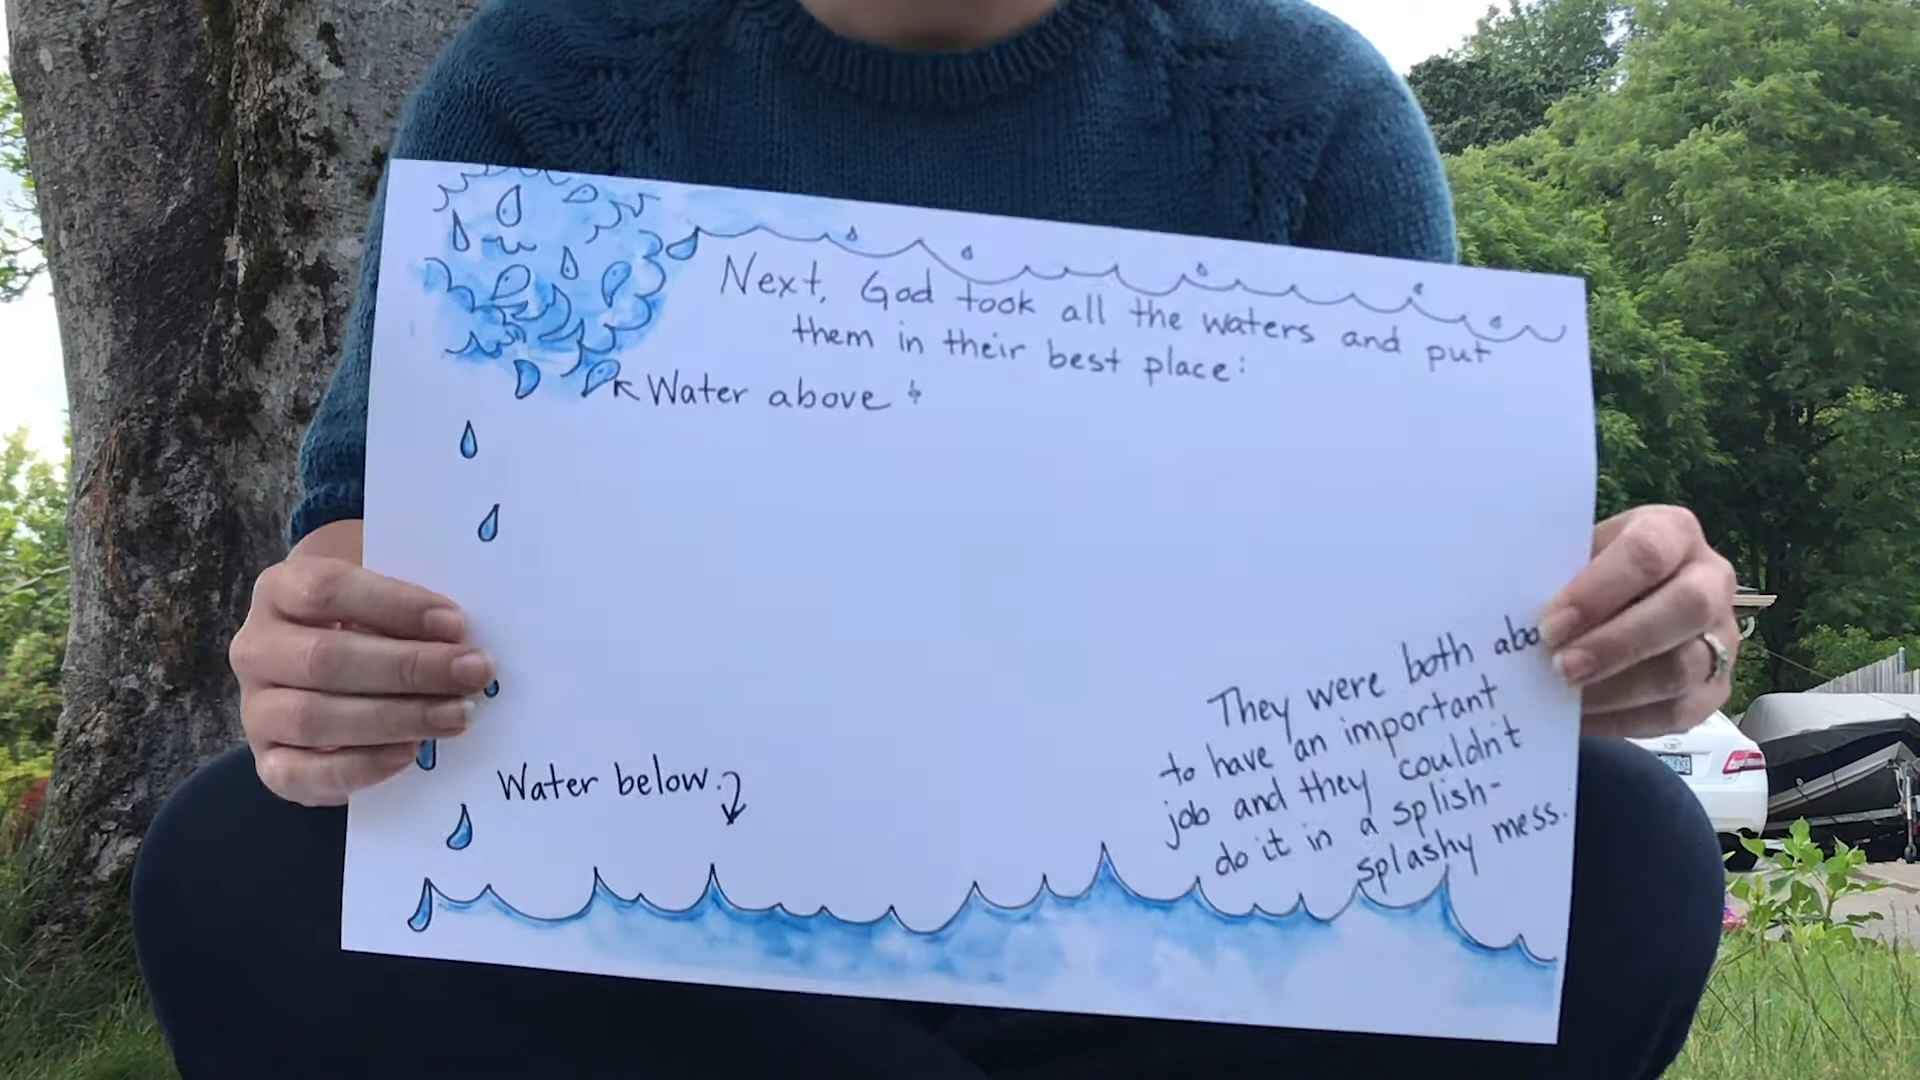 Next, God took all the waters and put
them in their best place:
Water above &
Water below.
They were both
to have an important
job and they couldn't
do it in a splish-
splashy mess.